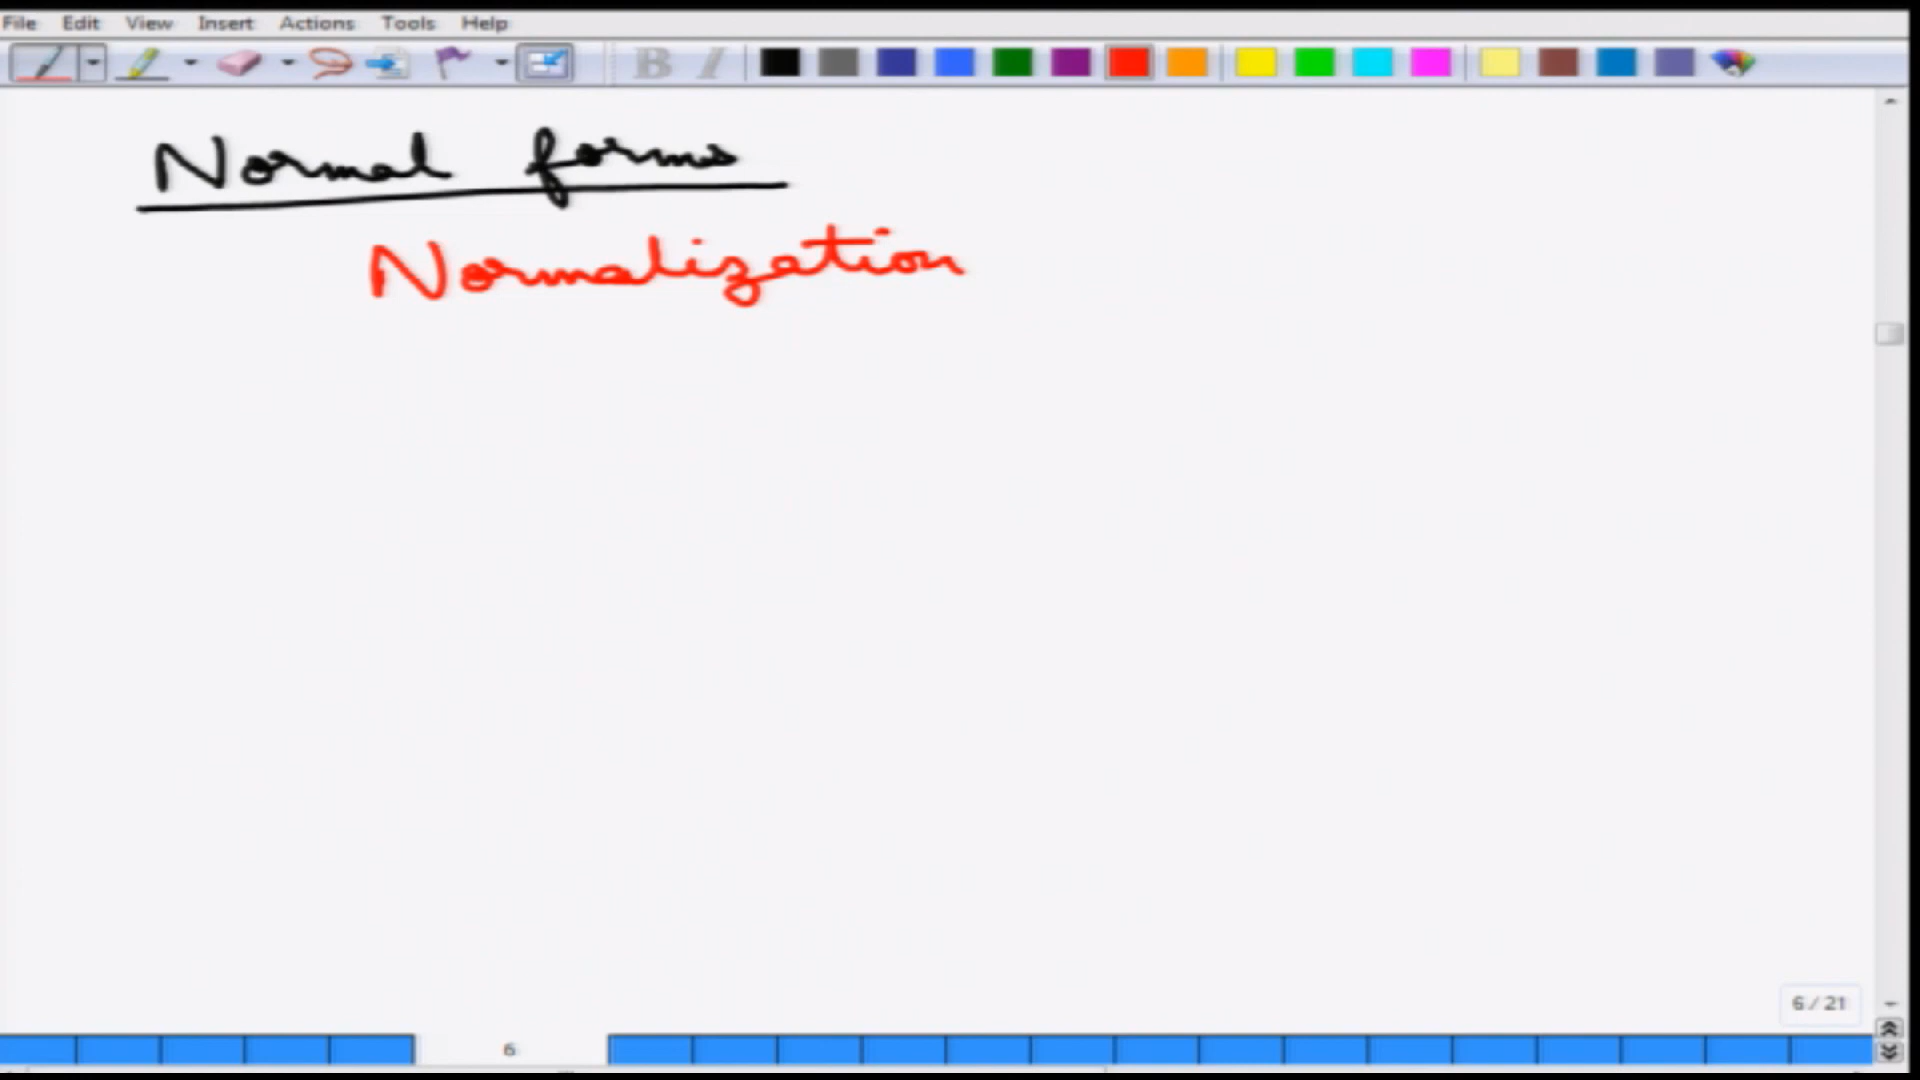 File Edit View Insert Actions Tools Help
B I
Normal forms
Normalization
6 / 21
6